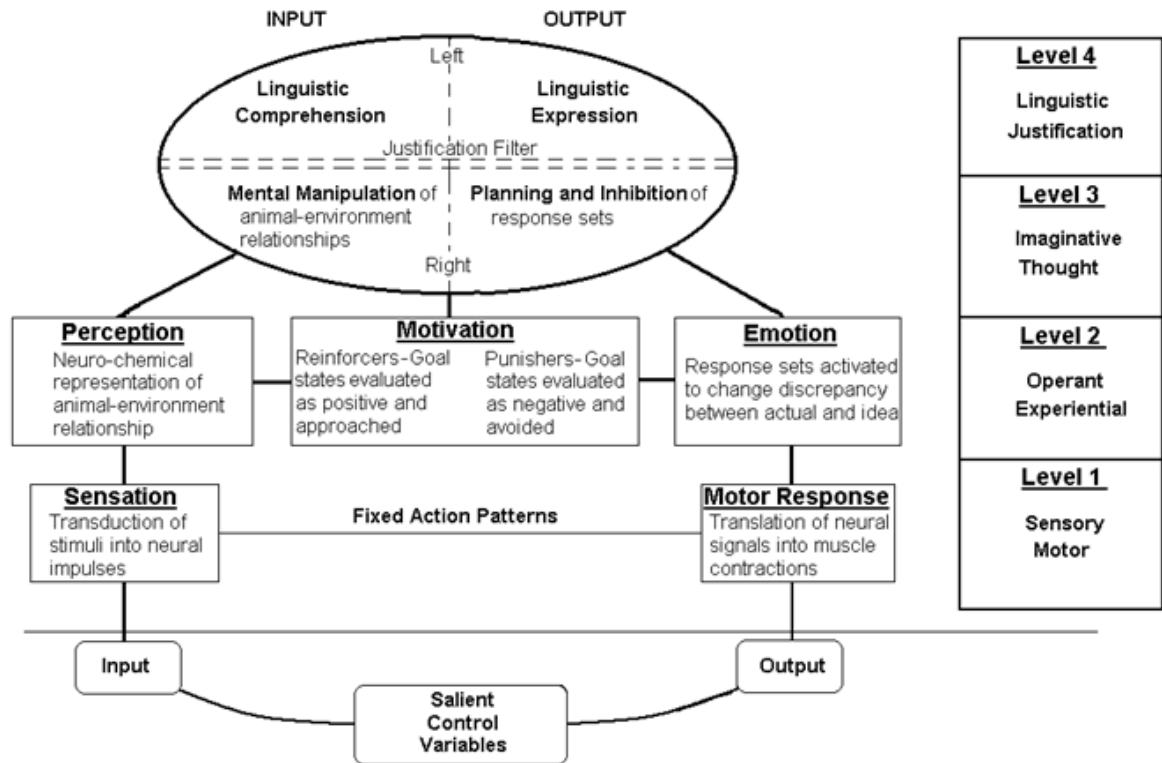 INPUT
OUTPUT
Left
Linguistic
Comprehension
Linguistic
Expression
Justification Filter
Mental Manipulation of
animal-environment
relationships
Planning and Inhibition of
response sets
Right
Perception
Neuro-chemical
representation of
animal-environment
relationship
Motivation
Reinforcers-Goal
states evaluated
as positive and
approached
Punishers-Goal
states evaluated
as negative and
avoided
Emotion
Response sets activated
to change discrepancy
between actual and idea
Sensation
Transduction of
stimuli into neural
impulses
Fixed Action Patterns
Motor Response
Translation of neural
signals into muscle
contractions
Input
Output
Salient
Control
Variables
Level 4
Linguistic
Justification
Level 3
Imaginative
Thought
Level 2
Operant
Experiential
Level 1
Sensory
Motor